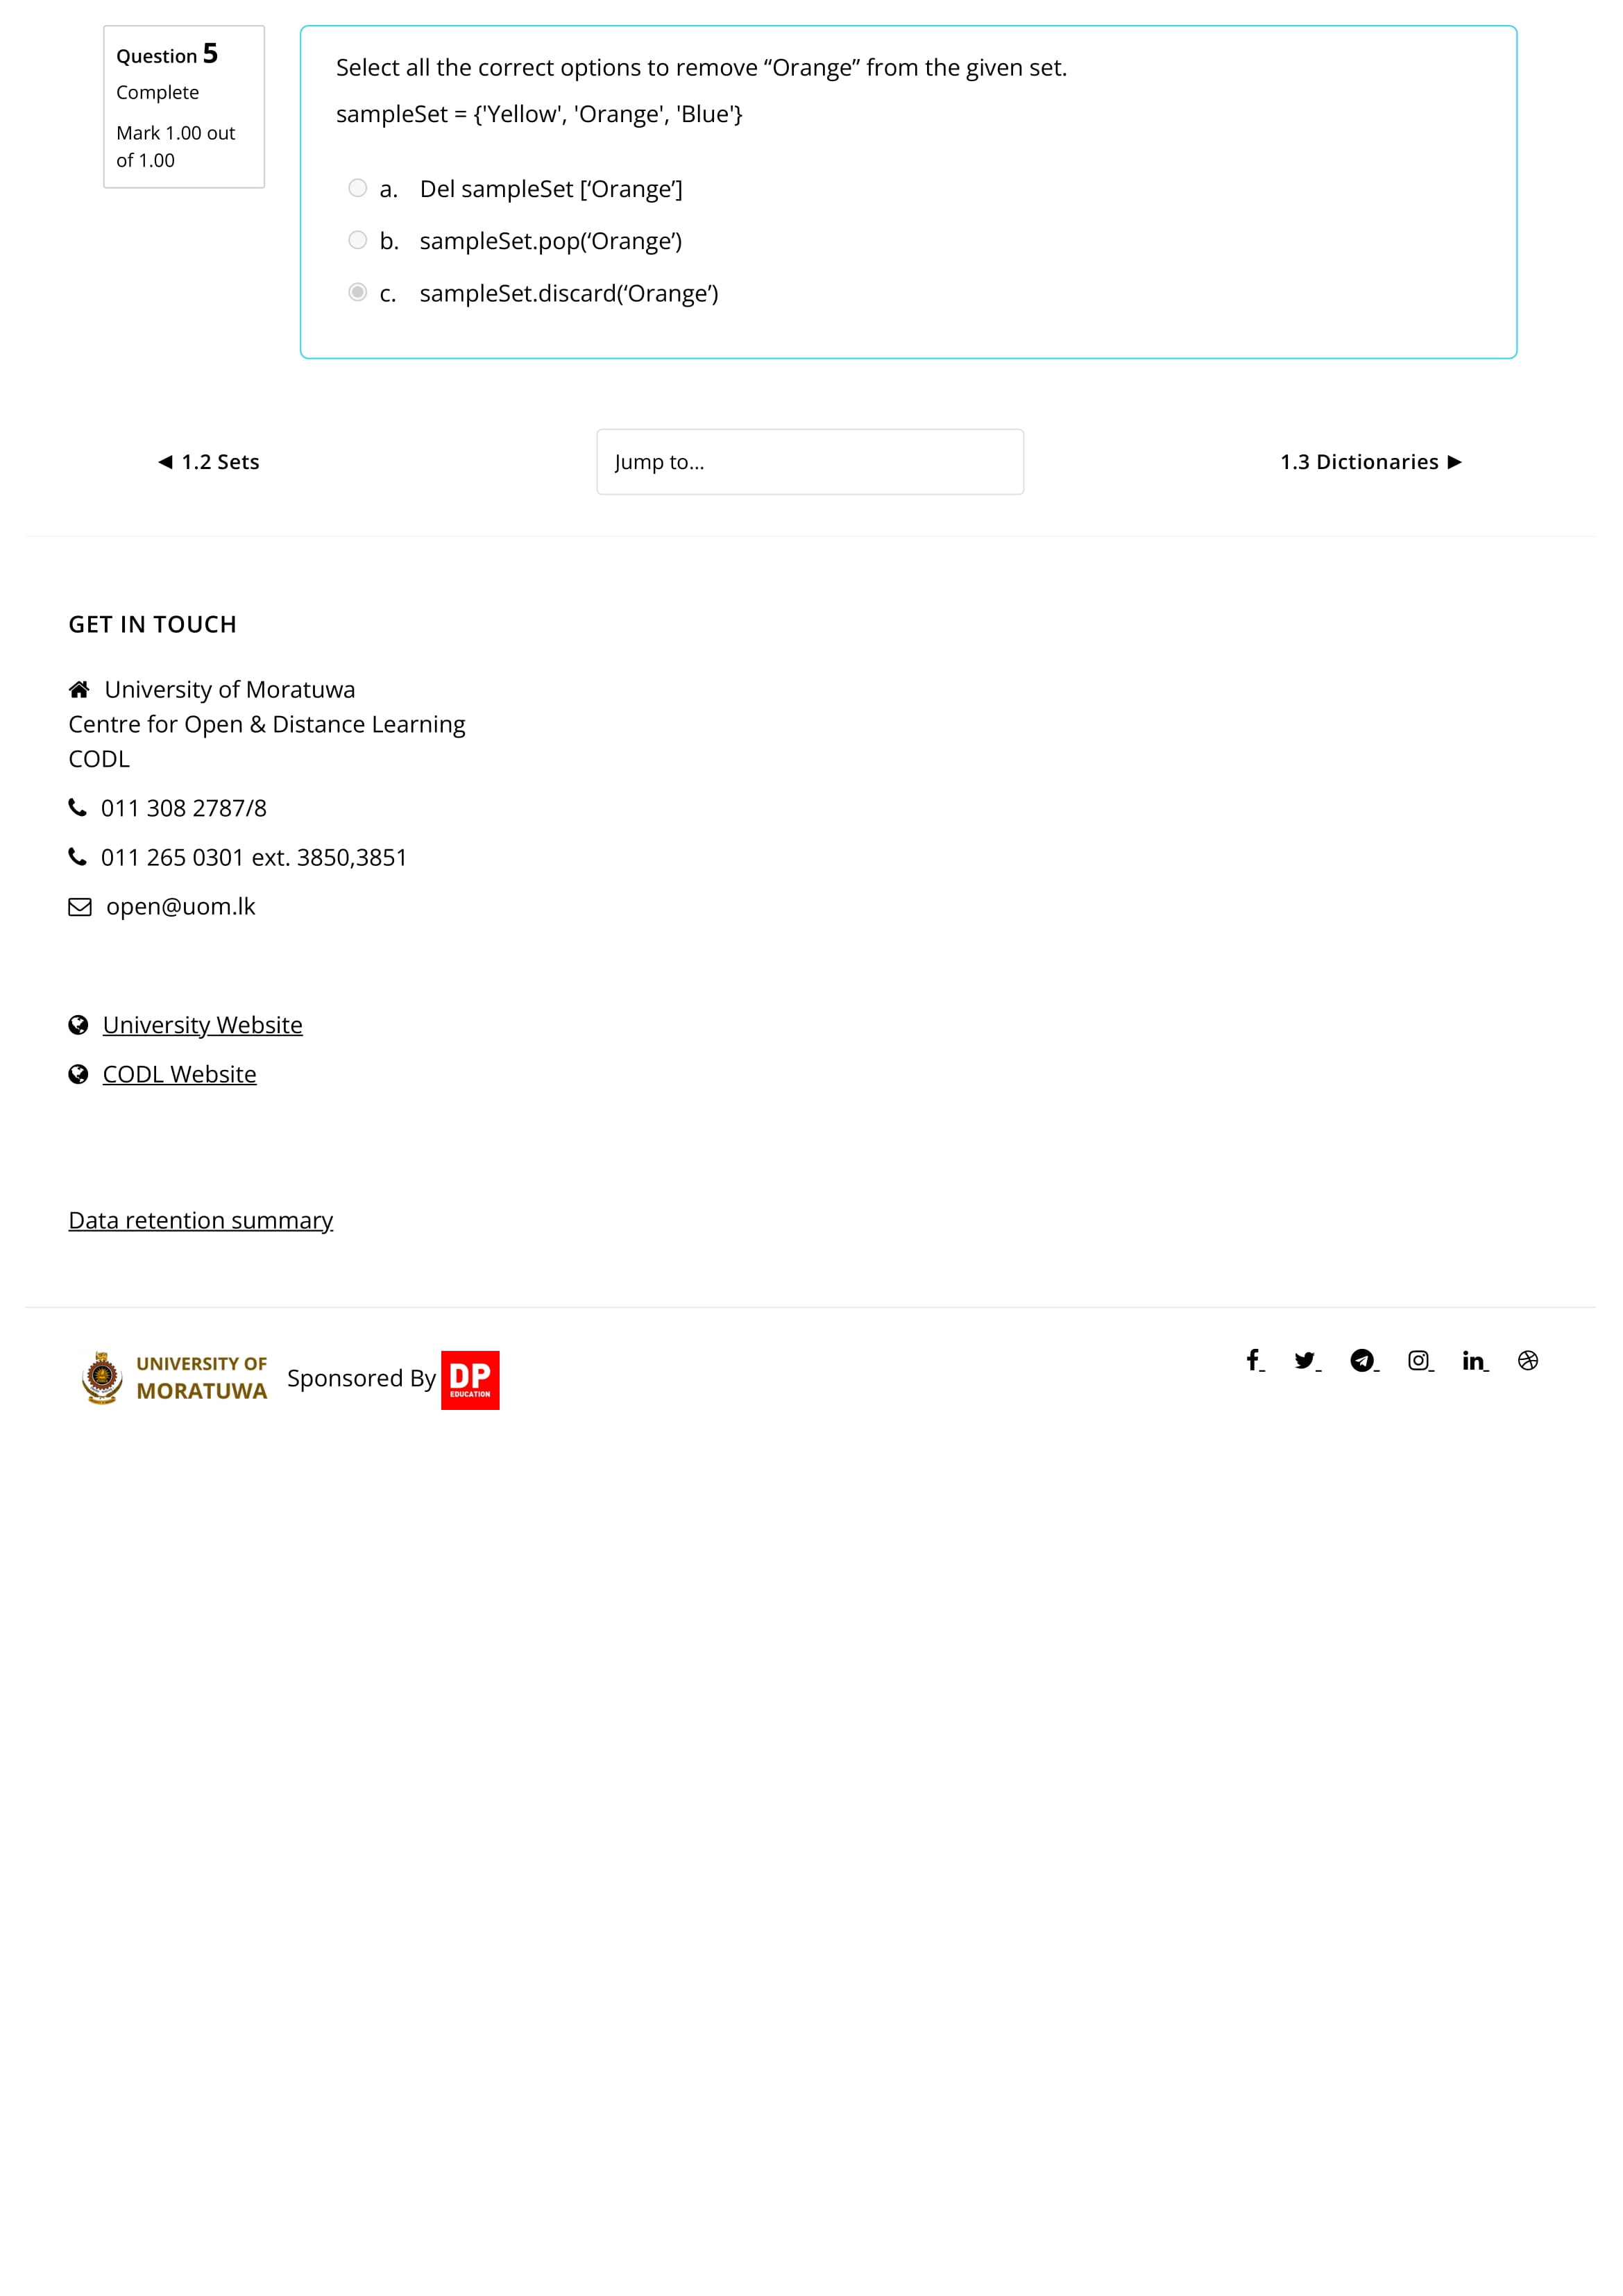 Question 5
Complete
Mark 1.00 out
of 1.00
Select all the correct options to remove “Orange” from the given set.
sampleSet = {'Yellow', 'Orange', 'Blue'}
a. Del sampleSet [‘Orange’]
b. sampleSet.pop(‘Orange’)
c. sampleSet.discard(‘Orange’)
◄ 1.2 Sets
Jump to...
1.3 Dictionaries ►
GET IN TOUCH
University of Moratuwa
Centre for Open & Distance Learning
CODL
011 308 2787/8
011 265 0301 ext. 3850,3851
open@uom.lk
University Website
CODL Website
Data retention summary
UNIVERSITY OF
MORATUWA
Sponsored By
DP
EDUCATION